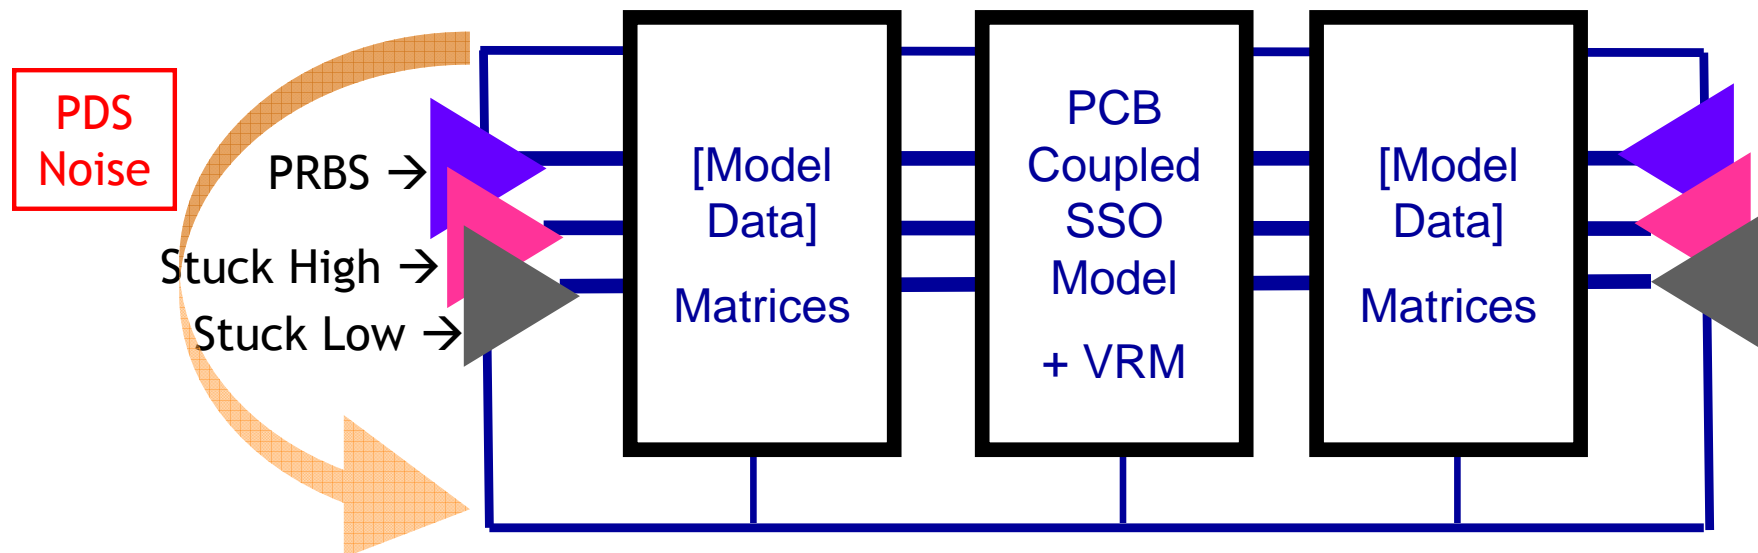 PDS
Noise
PRBS →
Stuck High →
Stuck Low →
[Model
Data]
Matrices
PCB
Coupled
SSO
Model
+ VRM
[Model
Data]
Matrices